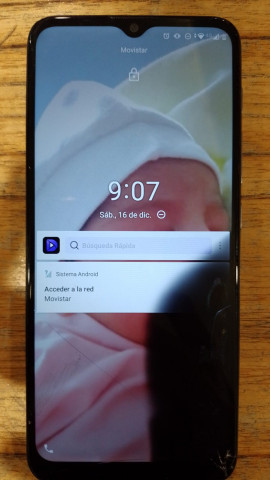 Movistar
9:07
Sáb., 16 de dic.
Búsqueda Rápida
Sistema Android
Acceder a la red
Movistar